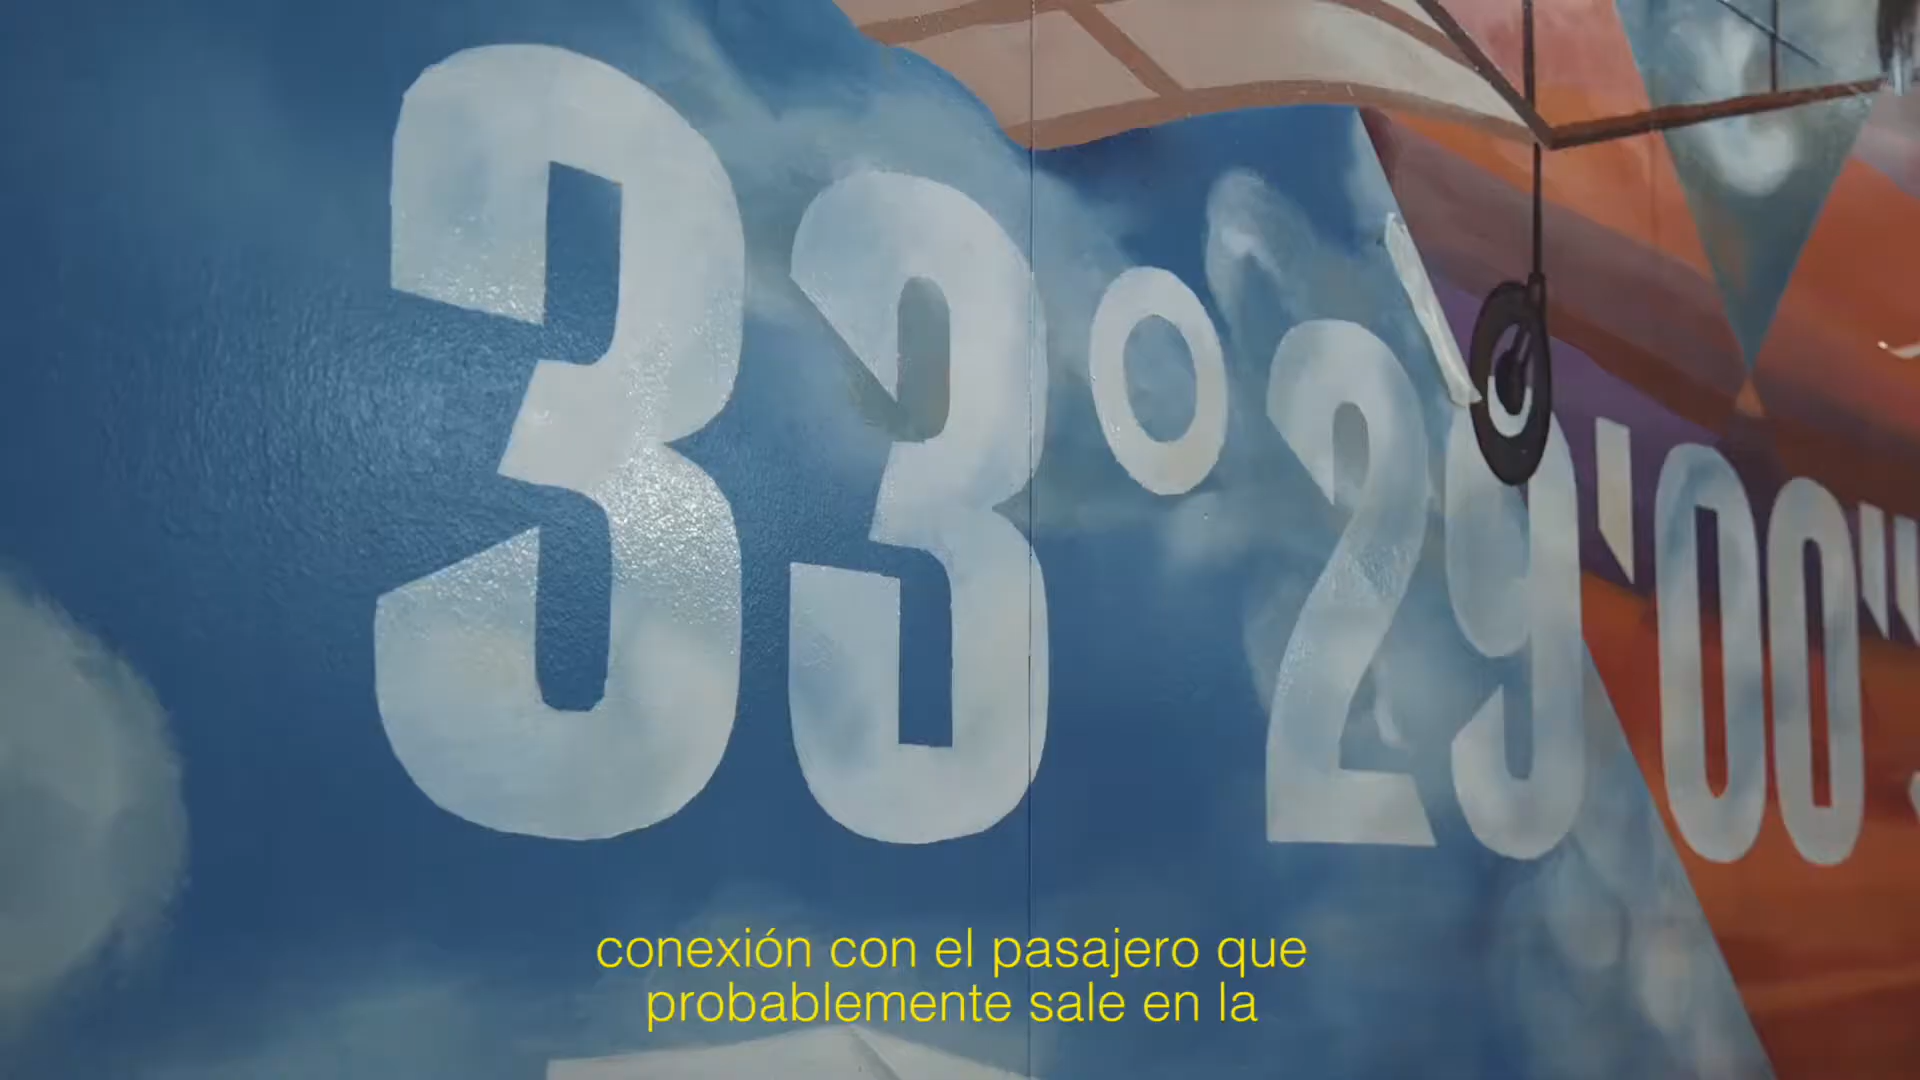 33°29'00"
conexión con el pasajero que
probablemente sale en la